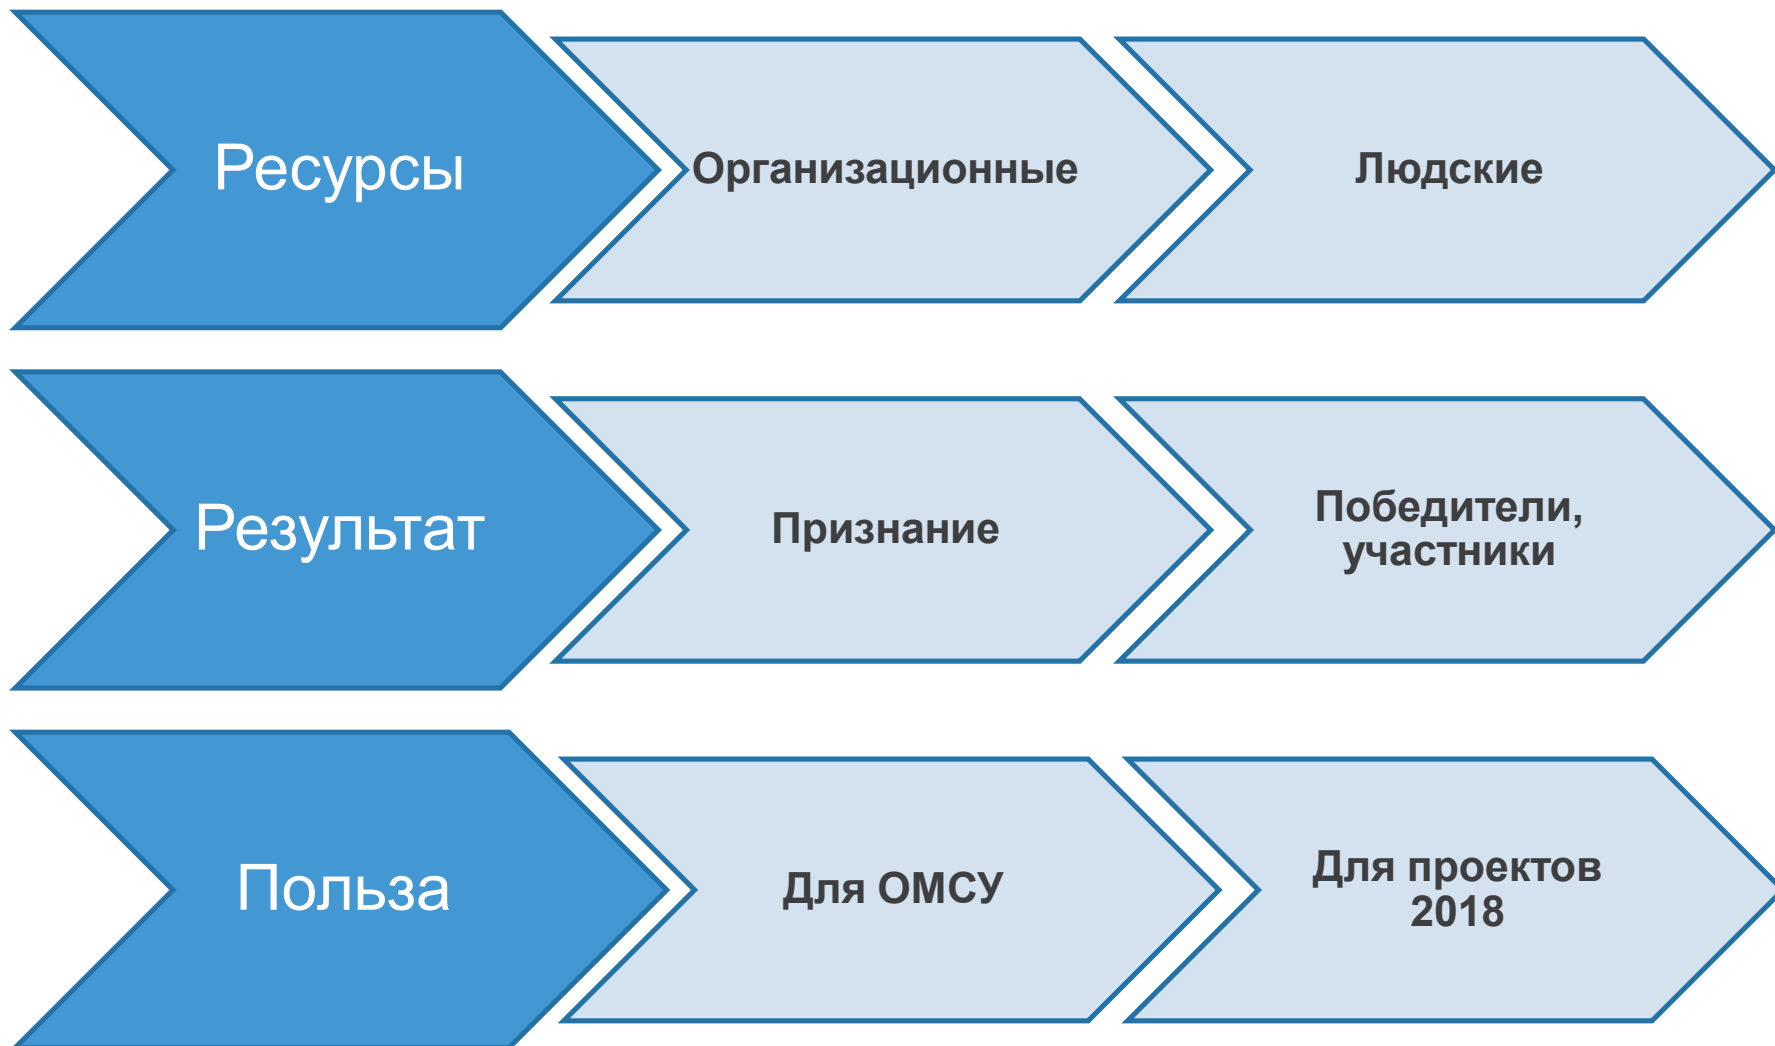 Ресурсы
Организационные
Людские
Результат
Признание
Победители,
участники
Польза
Для ОМСУ
Для проектов
2018